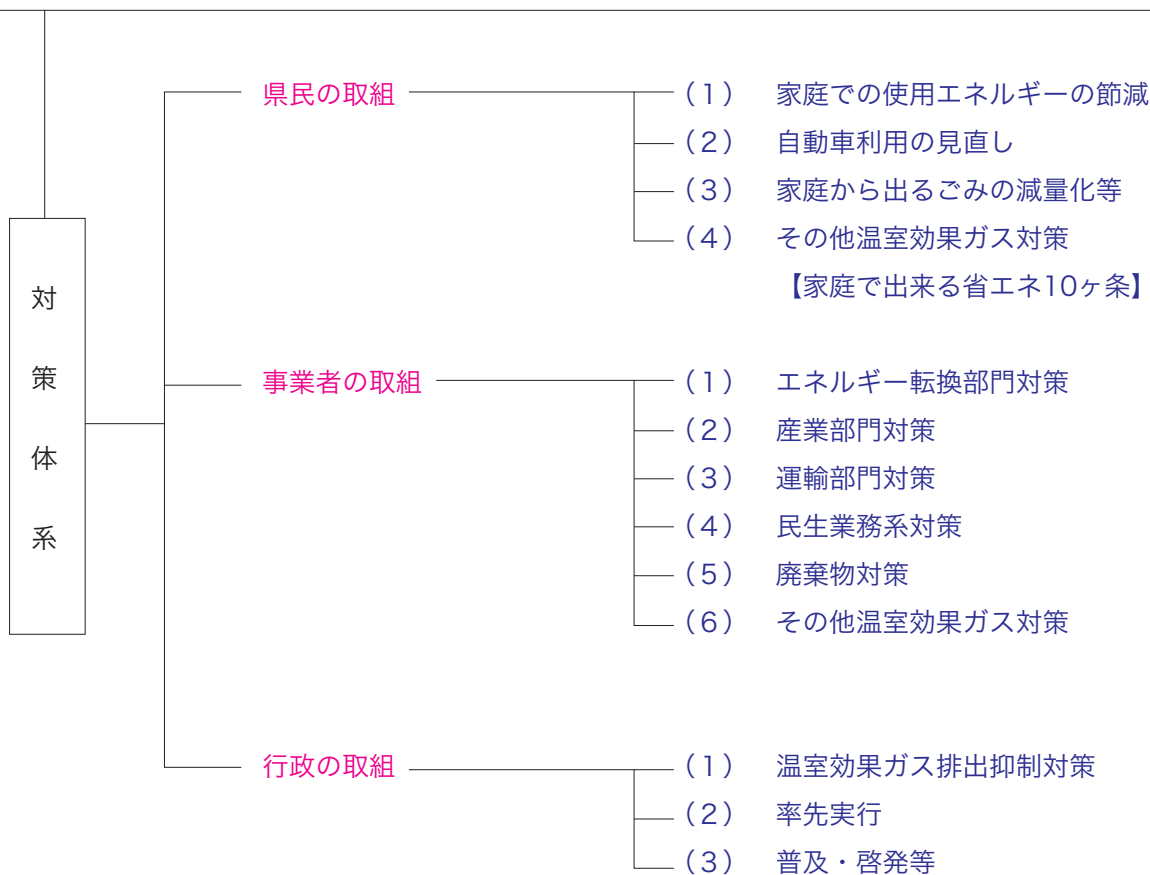 対策体系
県民の取組
（1） 家庭での使用エネルギーの節減
（2） 自動車利用の見直し
（3） 家庭から出るごみの減量化等
（4） その他温室効果ガス対策
【家庭で出来る省エネ10ヶ条】
事業者の取組
（1） エネルギー転換部門対策
（2） 産業部門対策
（3） 運輸部門対策
（4） 民生業務系対策
（5） 廃棄物対策
（6） その他温室効果ガス対策
行政の取組
（1） 温室効果ガス排出抑制対策
（2） 率先実行
（3） 普及・啓発等